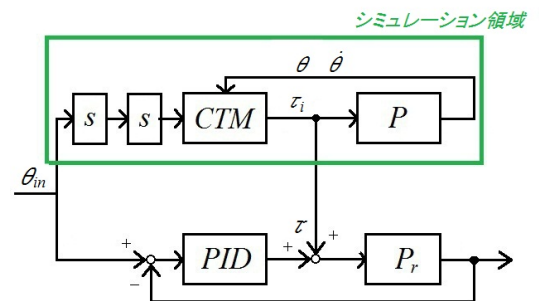 シミュレーション領域
θ θ̇
s s CTM τi P
θin
τ
+ − PID + + Pr